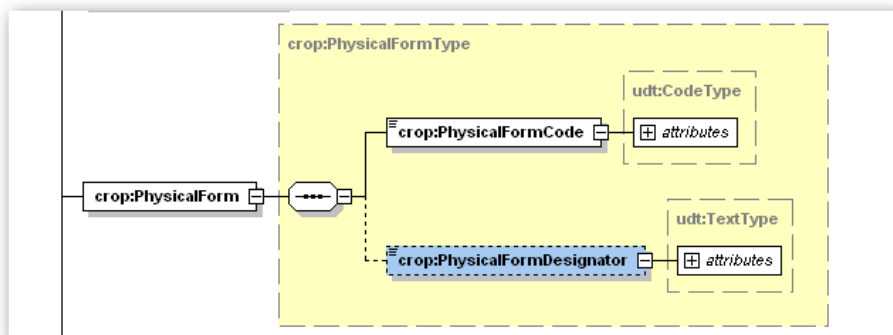 crop:PhysicalFormType
udt:CodeType
crop:PhysicalFormCode
attributes
crop:PhysicalForm
udt:TextType
crop:PhysicalFormDesignator
attributes